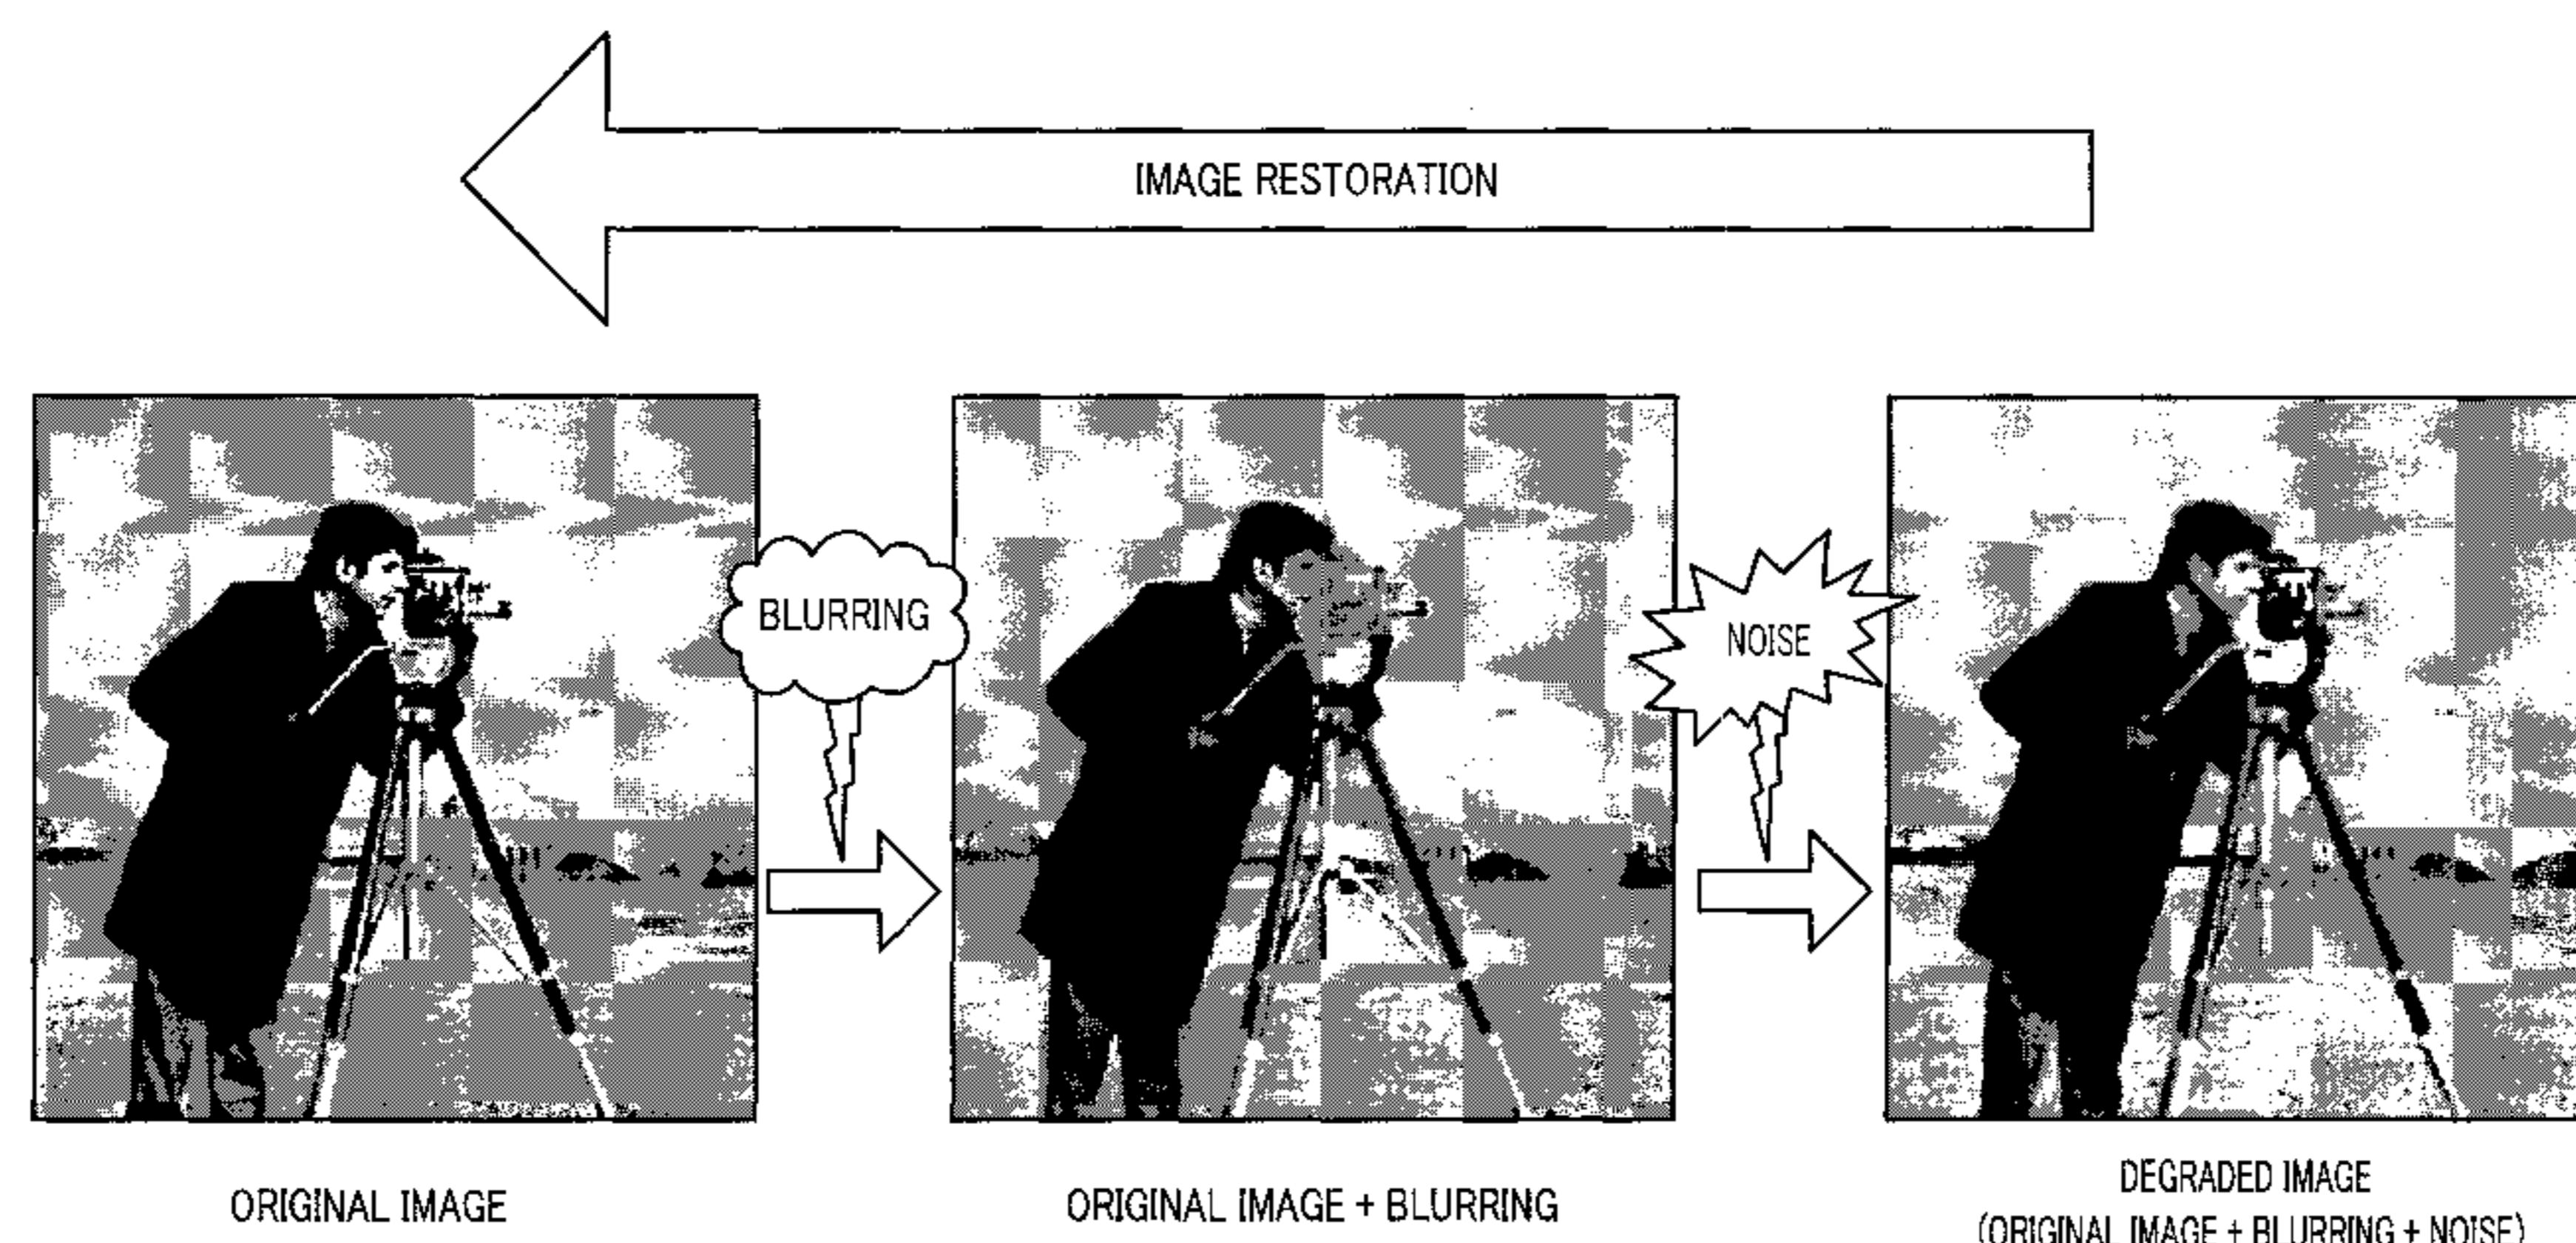 IMAGE RESTORATION
BLURRING
NOISE
ORIGINAL IMAGE
ORIGINAL IMAGE + BLURRING
DEGRADED IMAGE
(ORIGINAL IMAGE + BLURRING + NOISE)